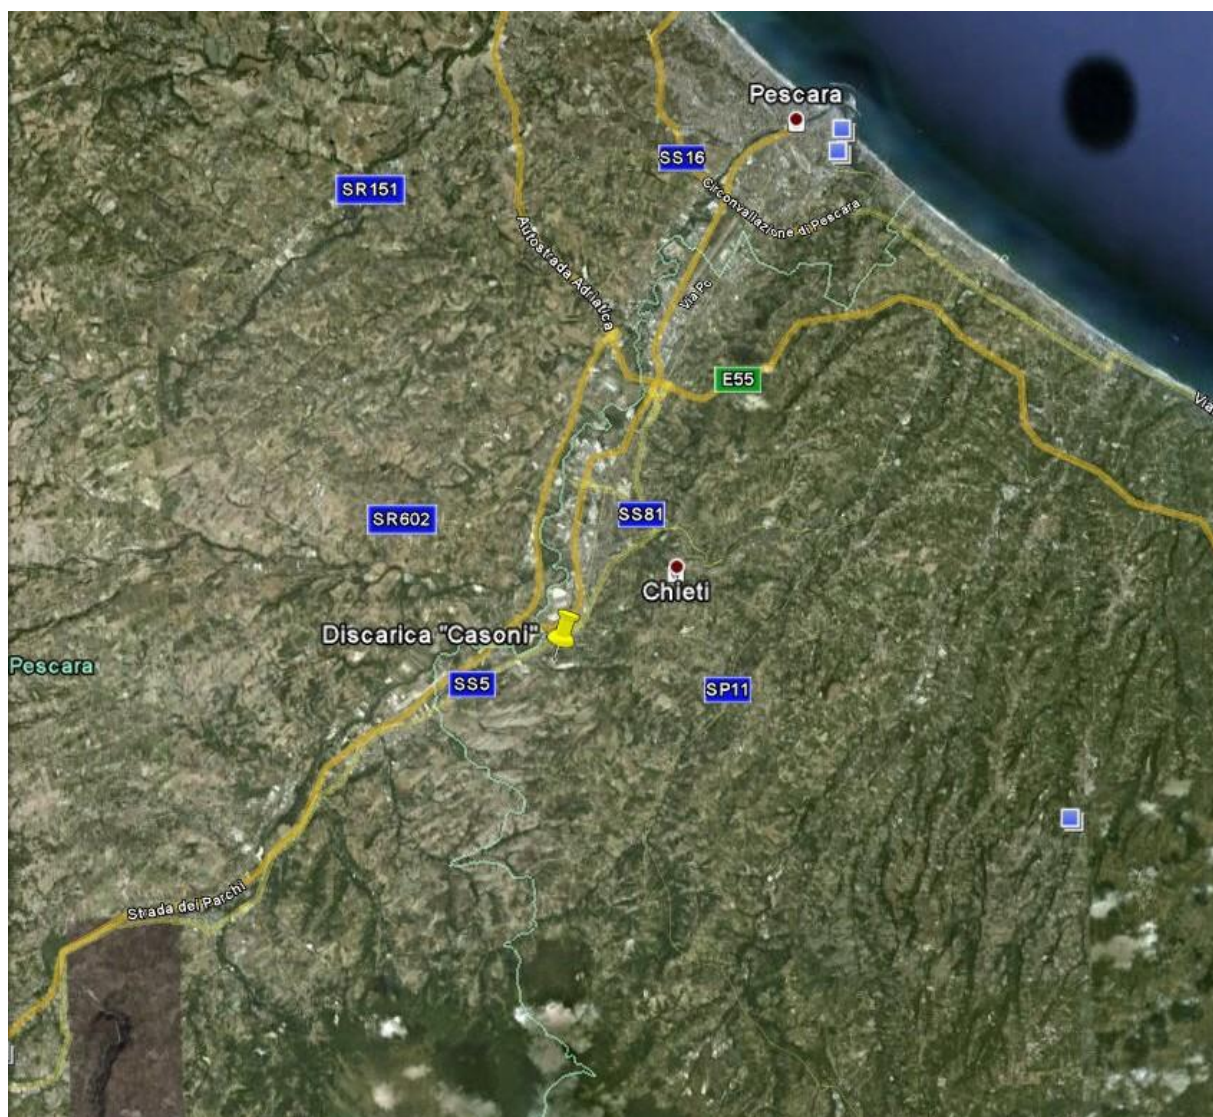 Pescara
SS16
SR151
Circonvallazione di Pescara
Autostrada Adriatica
Via Po
E55
Via
SR602
SS81
Chieti
Discarica "Casoni"
Pescara
SS5
SP11
Strada dei Parchi